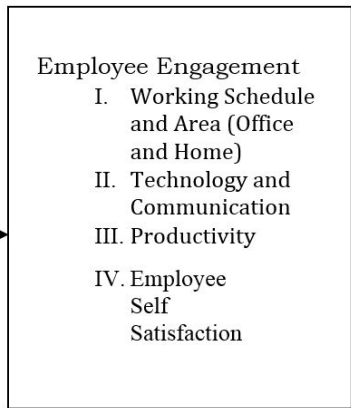 Employee Engagement
I. Working Schedule
and Area (Office
and Home)
II. Technology and
Communication
III. Productivity
IV. Employee
Self
Satisfaction